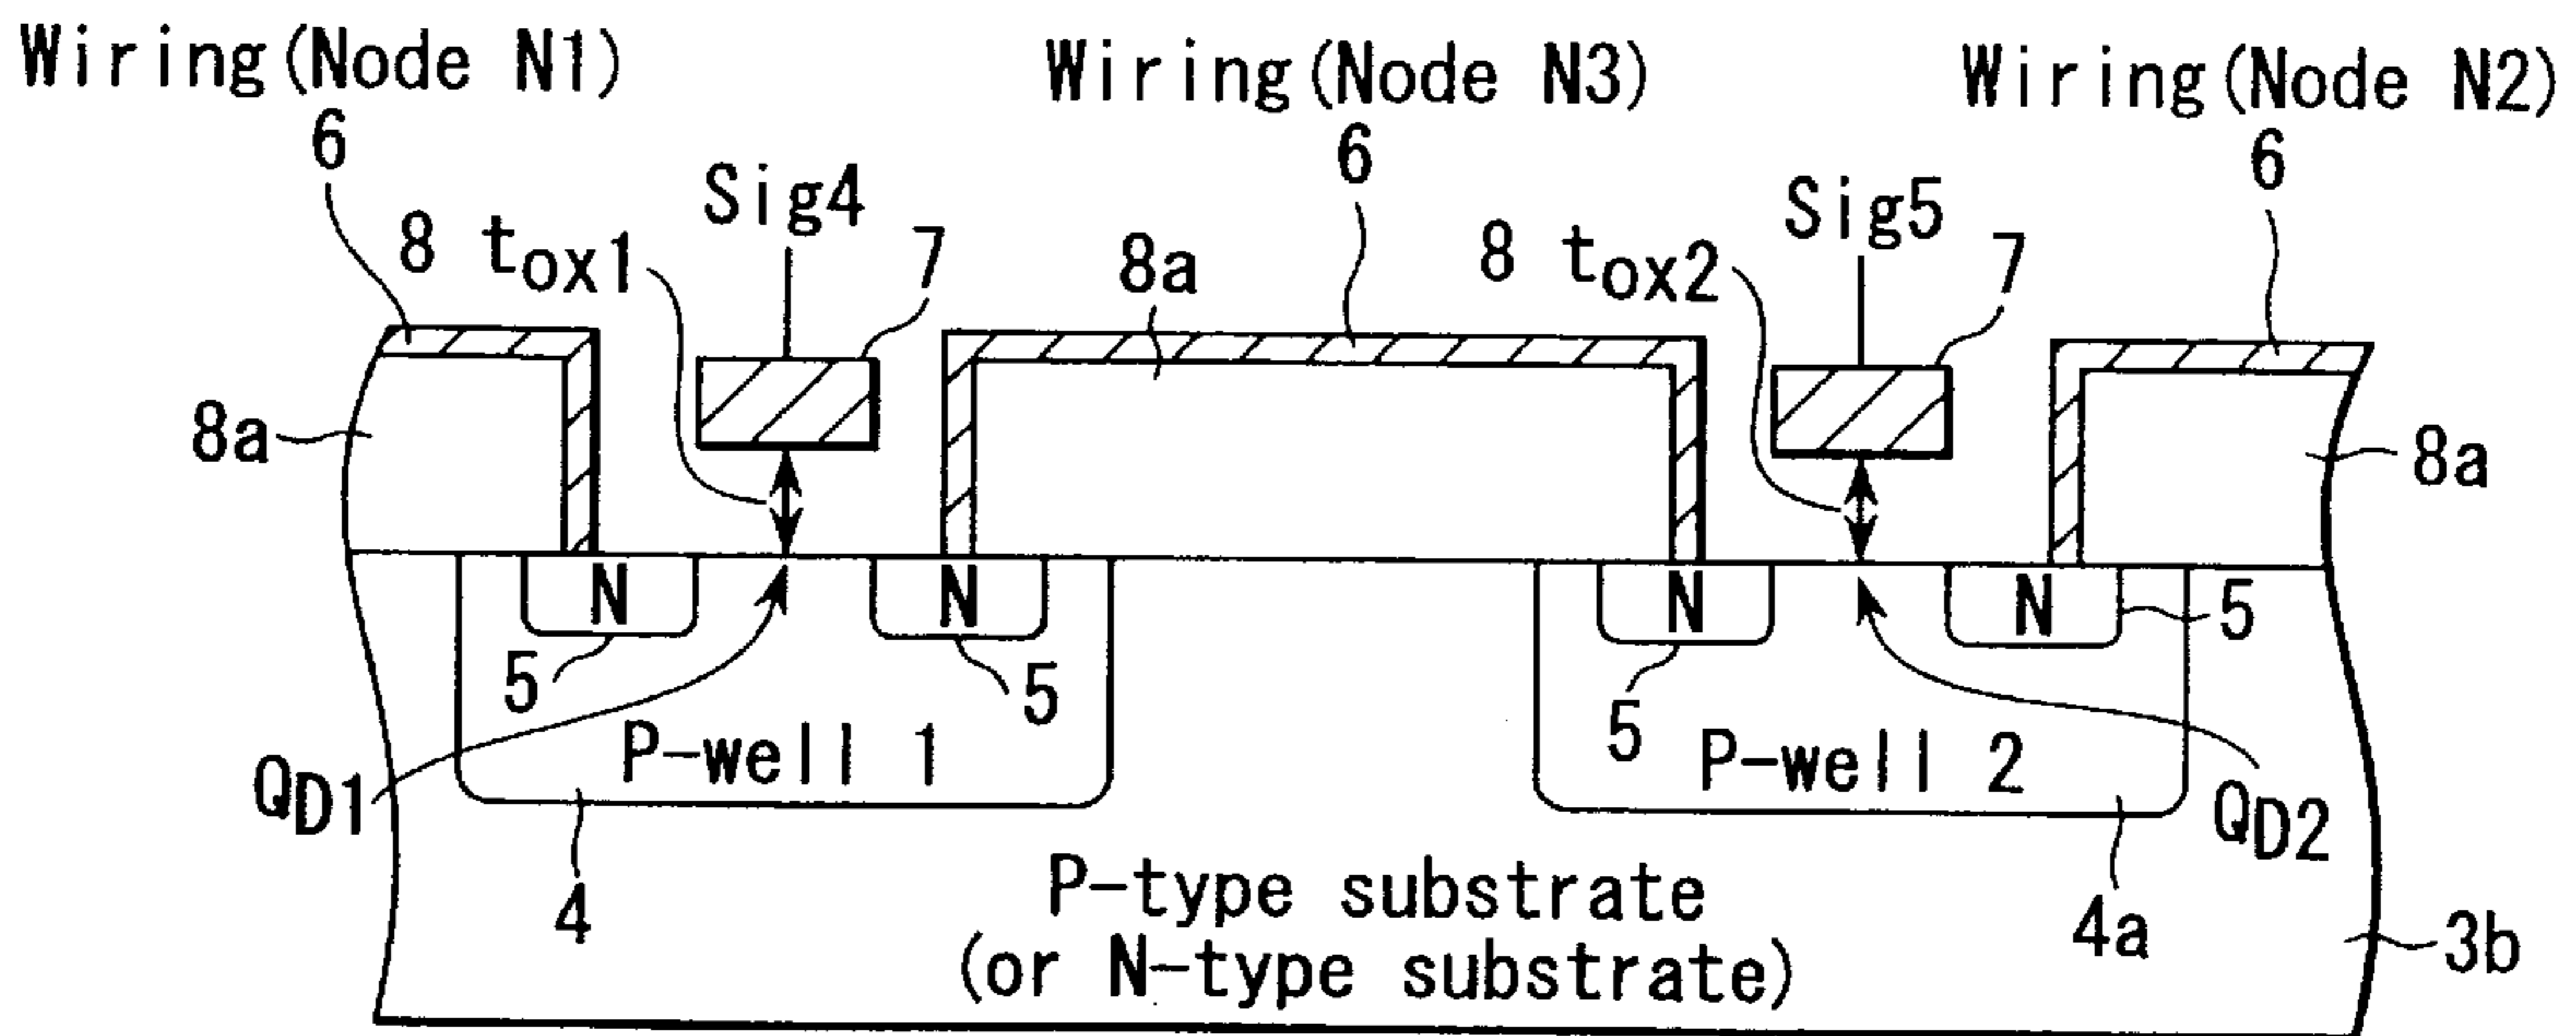 Wiring(Node N1)
Wiring(Node N3)
Wiring(Node N2)
6
6
6
Sig4
Sig5
8 tox1
7
8a
8 tox2
7
8a
8a
N
N
N
N
5
5
5
5
P-well 1
P-well 2
QD1
QD2
4
4a
P-type substrate
(or N-type substrate)
3b